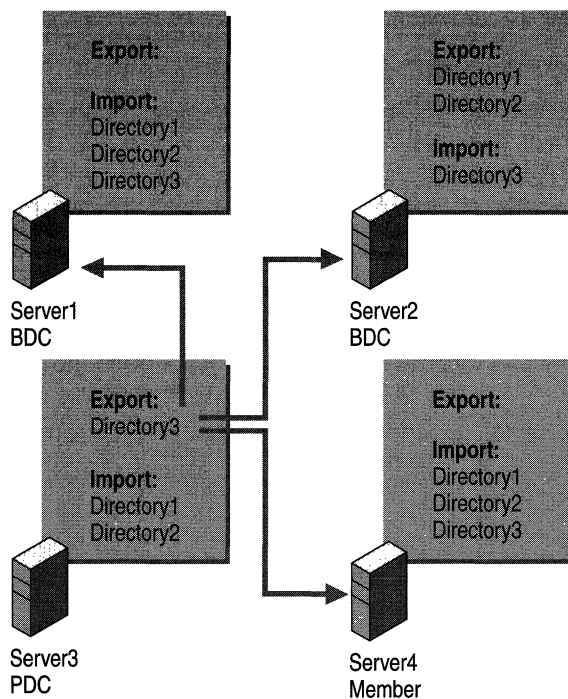 Export:
Import:
Directory1
Directory2
Directory3
Server1
BDC
Export:
Directory1
Directory2
Import:
Directory3
Server2
BDC
Export:
Directory3
Import:
Directory1
Directory2
Server3
PDC
Export:
Import:
Directory1
Directory2
Directory3
Server4
Member